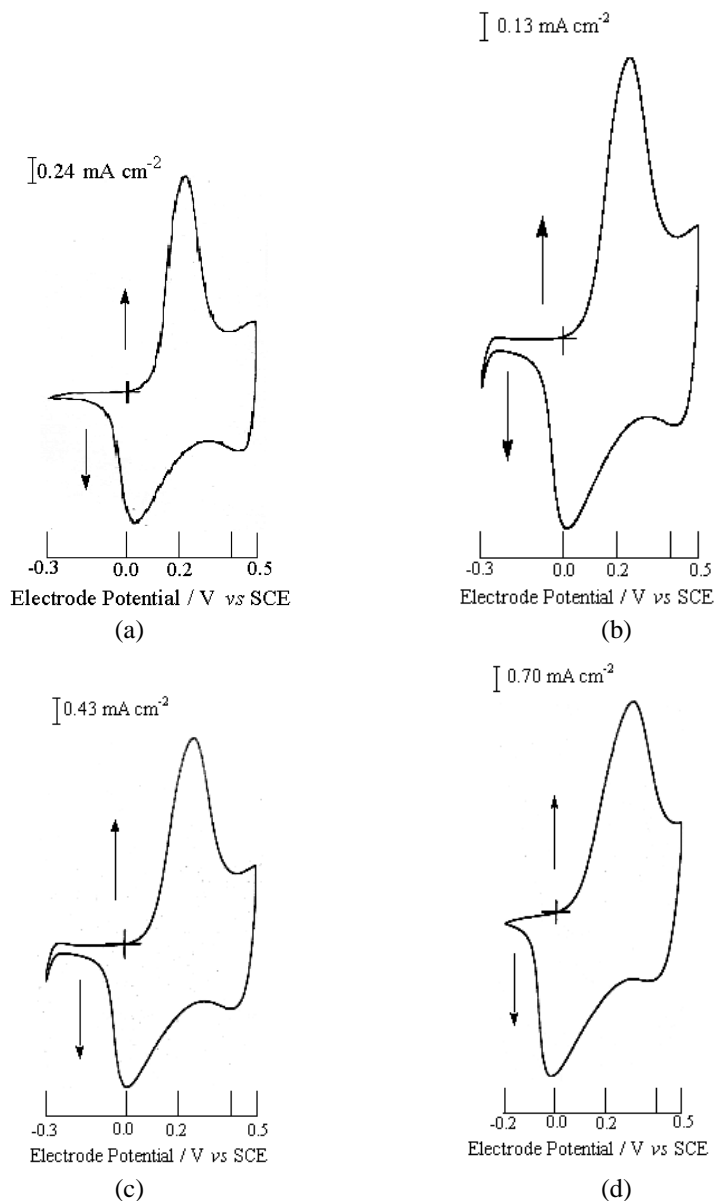 0.24 mA cm⁻²
-0.3 0.0 0.2 0.5
Electrode Potential / V vs SCE
(a)
0.13 mA cm⁻²
-0.3 0.0 0.2 0.5
Electrode Potential / V vs SCE
(b)
0.43 mA cm⁻²
-0.3 0.0 0.2 0.5
Electrode Potential / V vs SCE
(c)
0.70 mA cm⁻²
-0.2 0.0 0.2 0.5
Electrode Potential / V vs SCE
(d)